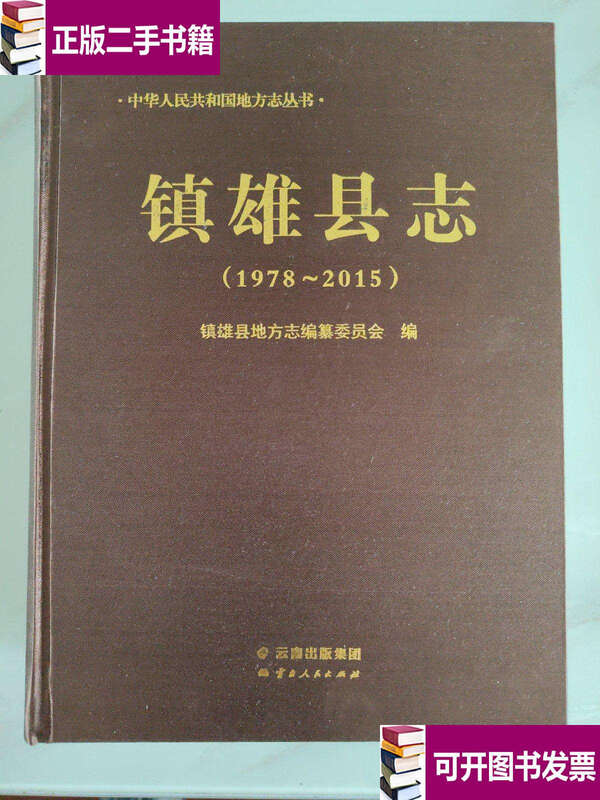 正版二手书籍
·中华人民共和国地方志丛书·
镇雄县志
（1978～2015）
镇雄县地方志编纂委员会 编
云南出版集团
云南人民出版社
可开图书发票